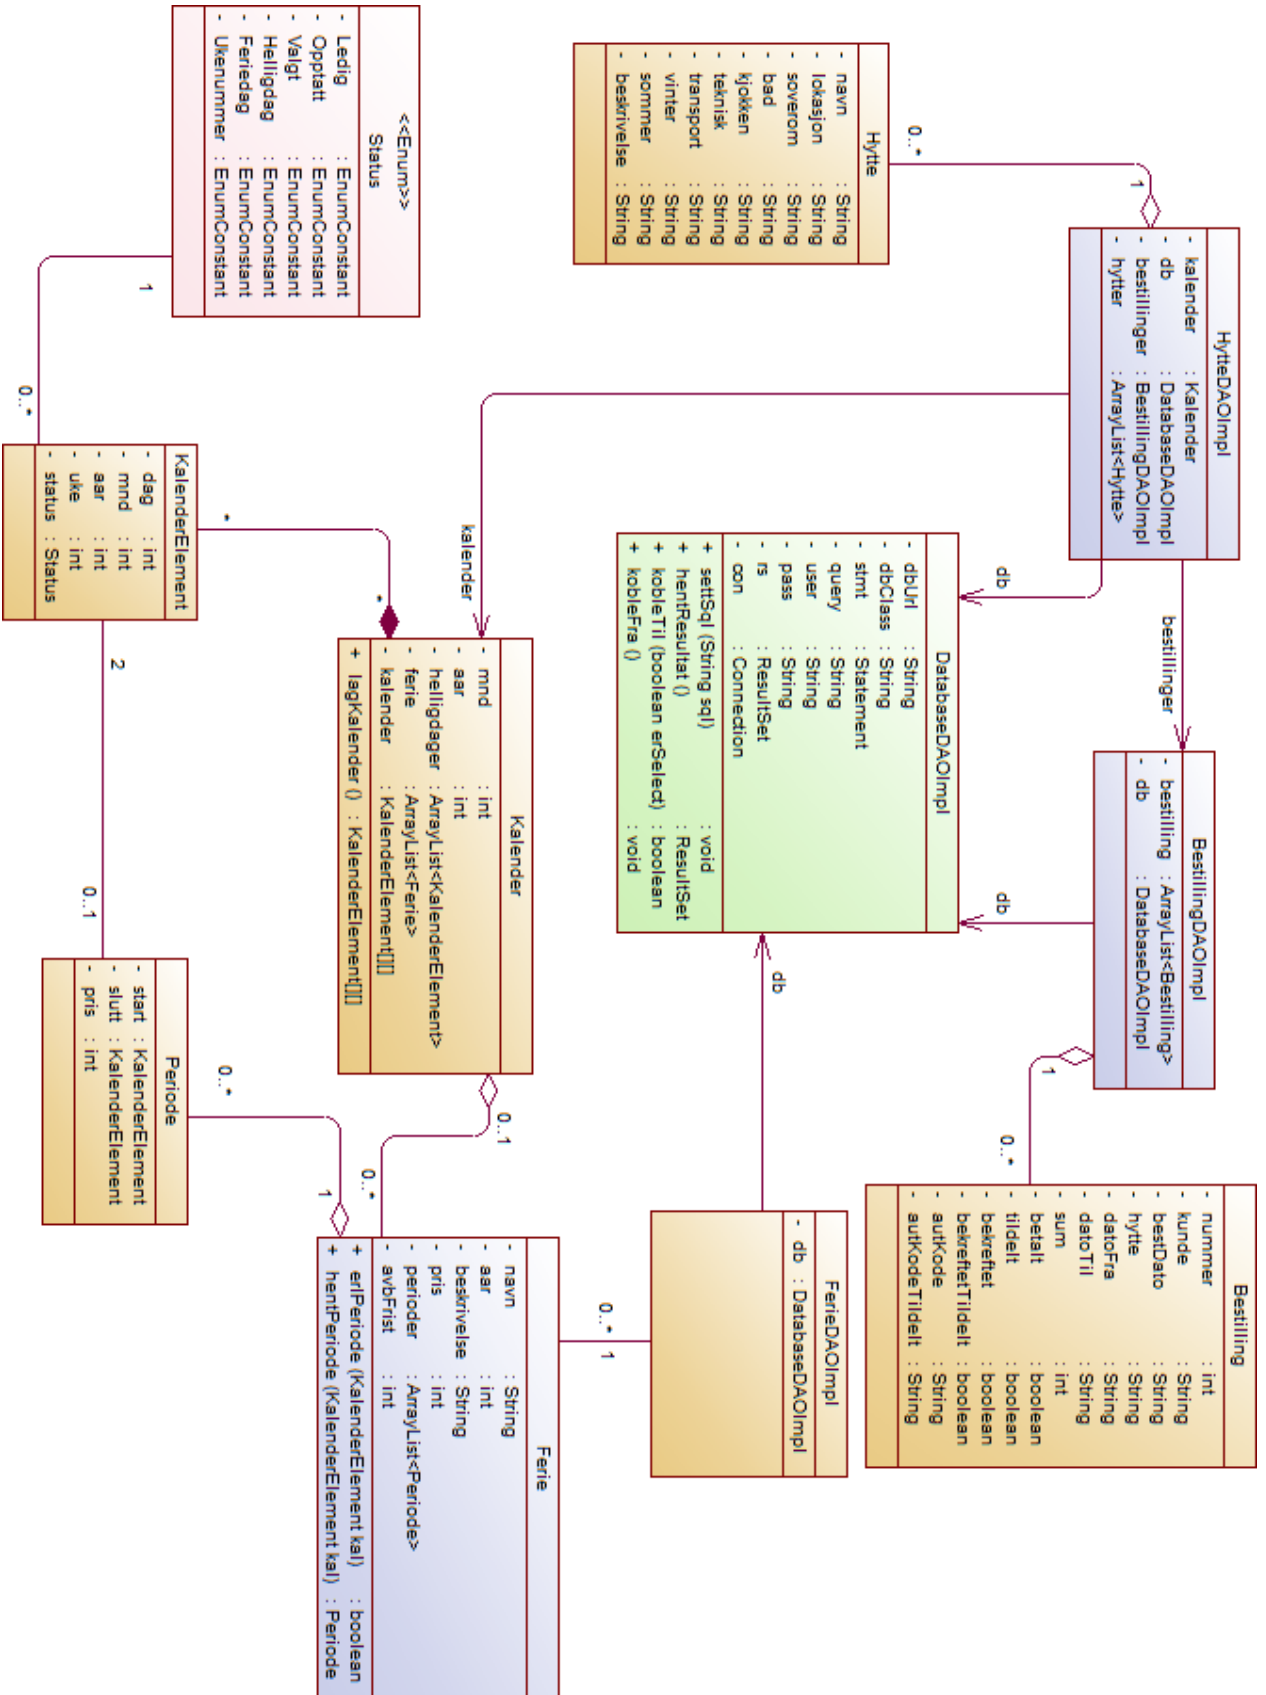 HytteDAOImpl
- kalender : Kalender
- db : DatabaseDAOImpl
- bestillinger : BestillingDAOImpl
- hytter : ArrayList<Hytte>
bestillinger
db
kalender
1
0..*
Hytte
- navn : String
- lokasjon : String
- soverom : String
- bad : String
- kjokken : String
- teknisk : String
- transport : String
- vinter : String
- sommer : String
- beskrivelse : String
BestillingDAOImpl
- bestilling : ArrayList<Bestilling>
- db : DatabaseDAOImpl
db
1
0..*
Bestilling
- nummer : int
- kunde : String
- bestDato : String
- hytte : String
- datoFra : String
- datoTil : String
- sum : int
- betalt : boolean
- tildelt : boolean
- bekreftet : boolean
- bekreftetTildelt : boolean
- autKode : String
- autKodeTildelt : String
DatabaseDAOImpl
- dbUrl : String
- dbClass : String
- stmt : Statement
- query : String
- user : String
- pass : String
- rs : ResultSet
- con : Connection
+ settSql (String sql) : void
+ hentResultat () : ResultSet
+ kobleTil (boolean erSelect) : boolean
+ kobleFra () : void
db
FerieDAOImpl
- db : DatabaseDAOImpl
1
0..*
<<Enum>>
Status
- Ledig : EnumConstant
- Opptatt : EnumConstant
- Valgt : EnumConstant
- Helligdag : EnumConstant
- Feriedag : EnumConstant
- Ukenummer : EnumConstant
1
0..*
Kalender
- mnd : int
- aar : int
- helligdager : ArrayList<KalenderElement>
- ferie : ArrayList<Ferie>
- kalender : KalenderElement[][]
+ lagKalender () : KalenderElement[][]
*
*
0..1
0..*
Ferie
- navn : String
- aar : int
- beskrivelse : String
- pris : int
- perioder : ArrayList<Periode>
- avbFrist : int
+ erIPeriode (KalenderElement kal) : boolean
+ hentPeriode (KalenderElement kal) : Periode
KalenderElement
- dag : int
- mnd : int
- aar : int
- uke : int
- status : Status
2
0..1
Periode
- start : KalenderElement
- slutt : KalenderElement
- pris : int
0..*
1